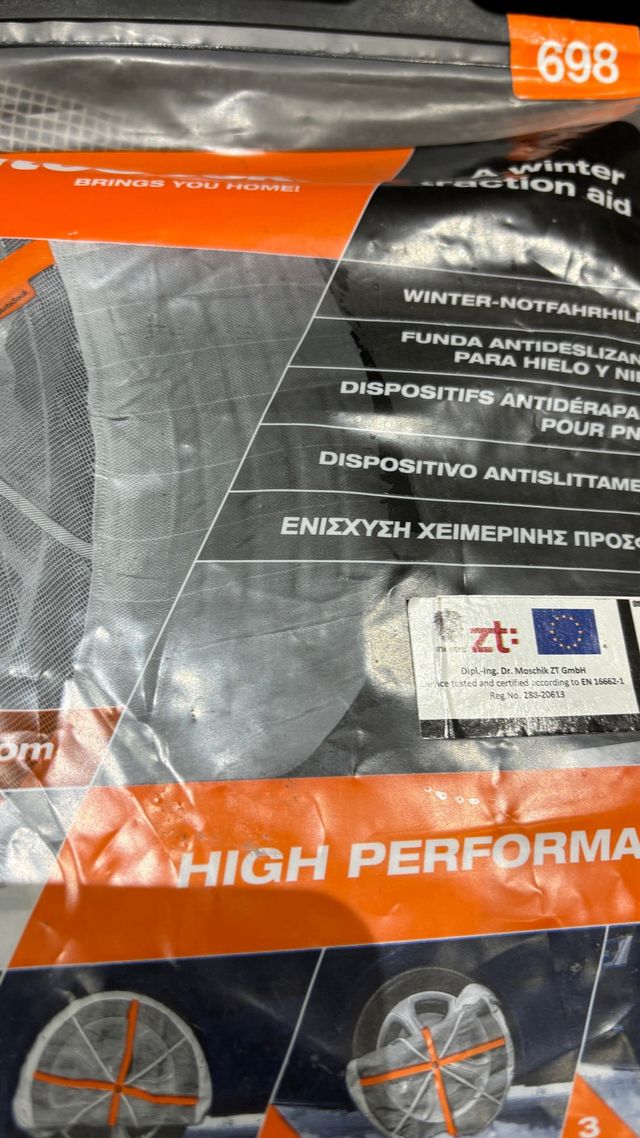 698
BRINGS YOU HOME!
A winter
traction aid
WINTER-NOTFAHRHIL
FUNDA ANTIDESLIZAN
PARA HIELO Y NI
DISPOSITIFS ANTIDÉRAPA
POUR PN
DISPOSITIVO ANTISLITTAME
ΕΝΙΣΧΥΣΗ ΧΕΙΜΕΡΙΝΗΣ ΠΡΟΣ
zt:
Dipl.-Ing. Dr. Moschik ZT GmbH
tested and certified according to EN 16662-1
Reg.No. 288-20613
om
HIGH PERFORMA
3